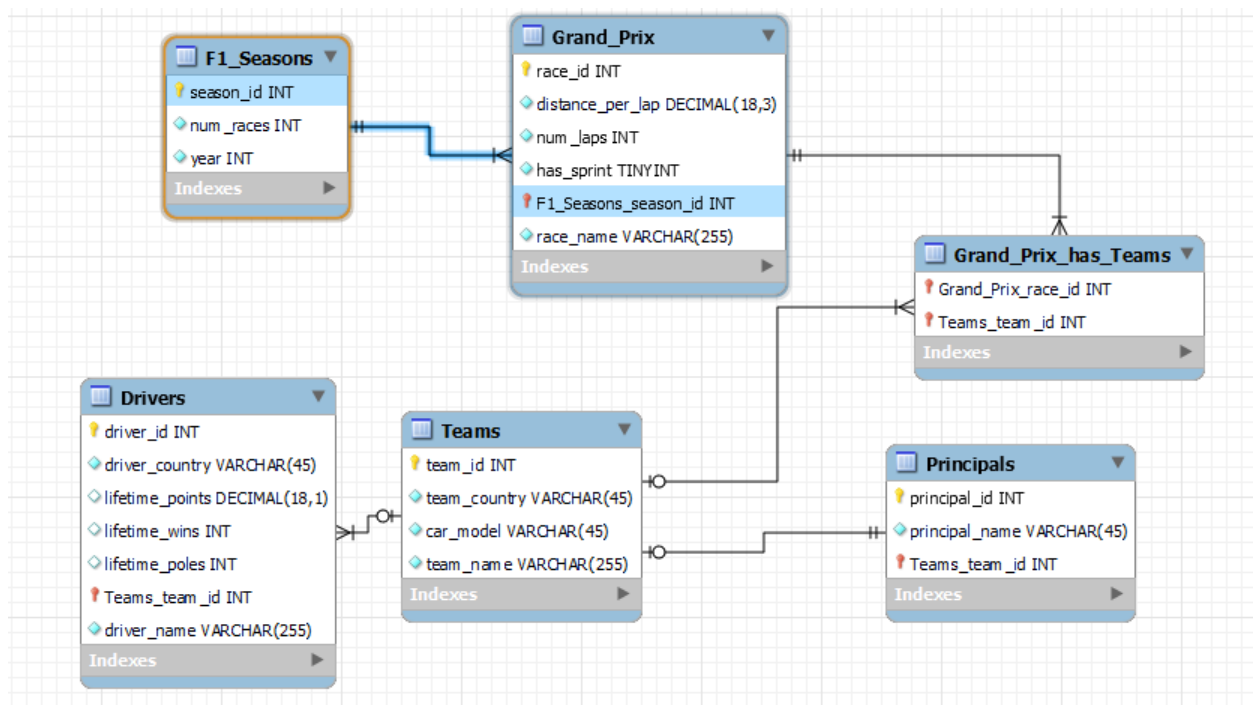 F1_Seasons
season_id INT
num_races INT
year INT
Indexes
Grand_Prix
race_id INT
distance_per_lap DECIMAL(18,3)
num_laps INT
has_sprint TINYINT
F1_Seasons_season_id INT
race_name VARCHAR(255)
Indexes
Grand_Prix_has_Teams
Grand_Prix_race_id INT
Teams_team_id INT
Indexes
Drivers
driver_id INT
driver_country VARCHAR(45)
lifetime_points DECIMAL(18,1)
lifetime_wins INT
lifetime_poles INT
Teams_team_id INT
driver_name VARCHAR(255)
Indexes
Teams
team_id INT
team_country VARCHAR(45)
car_model VARCHAR(45)
team_name VARCHAR(255)
Indexes
Principals
principal_id INT
principal_name VARCHAR(45)
Teams_team_id INT
Indexes